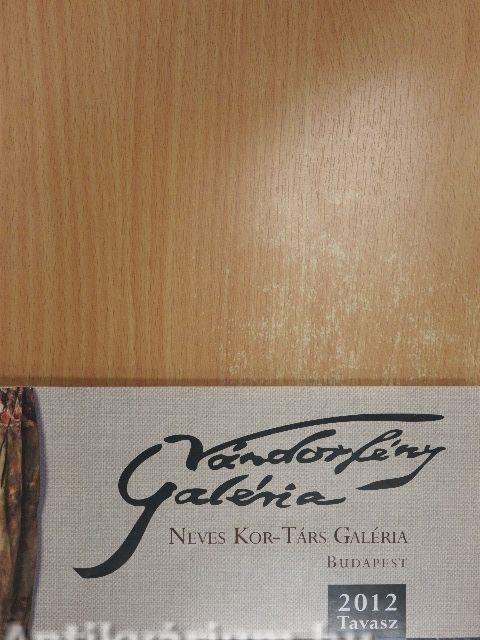 Vándorfény
Galéria
NEVES KOR-TÁRS GALÉRIA
BUDAPEST
2012
Tavasz